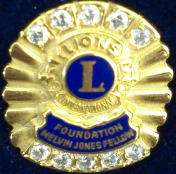 LIONS
L
INTERNATIONAL
FOUNDATION
MELVIN JONES FELLOW